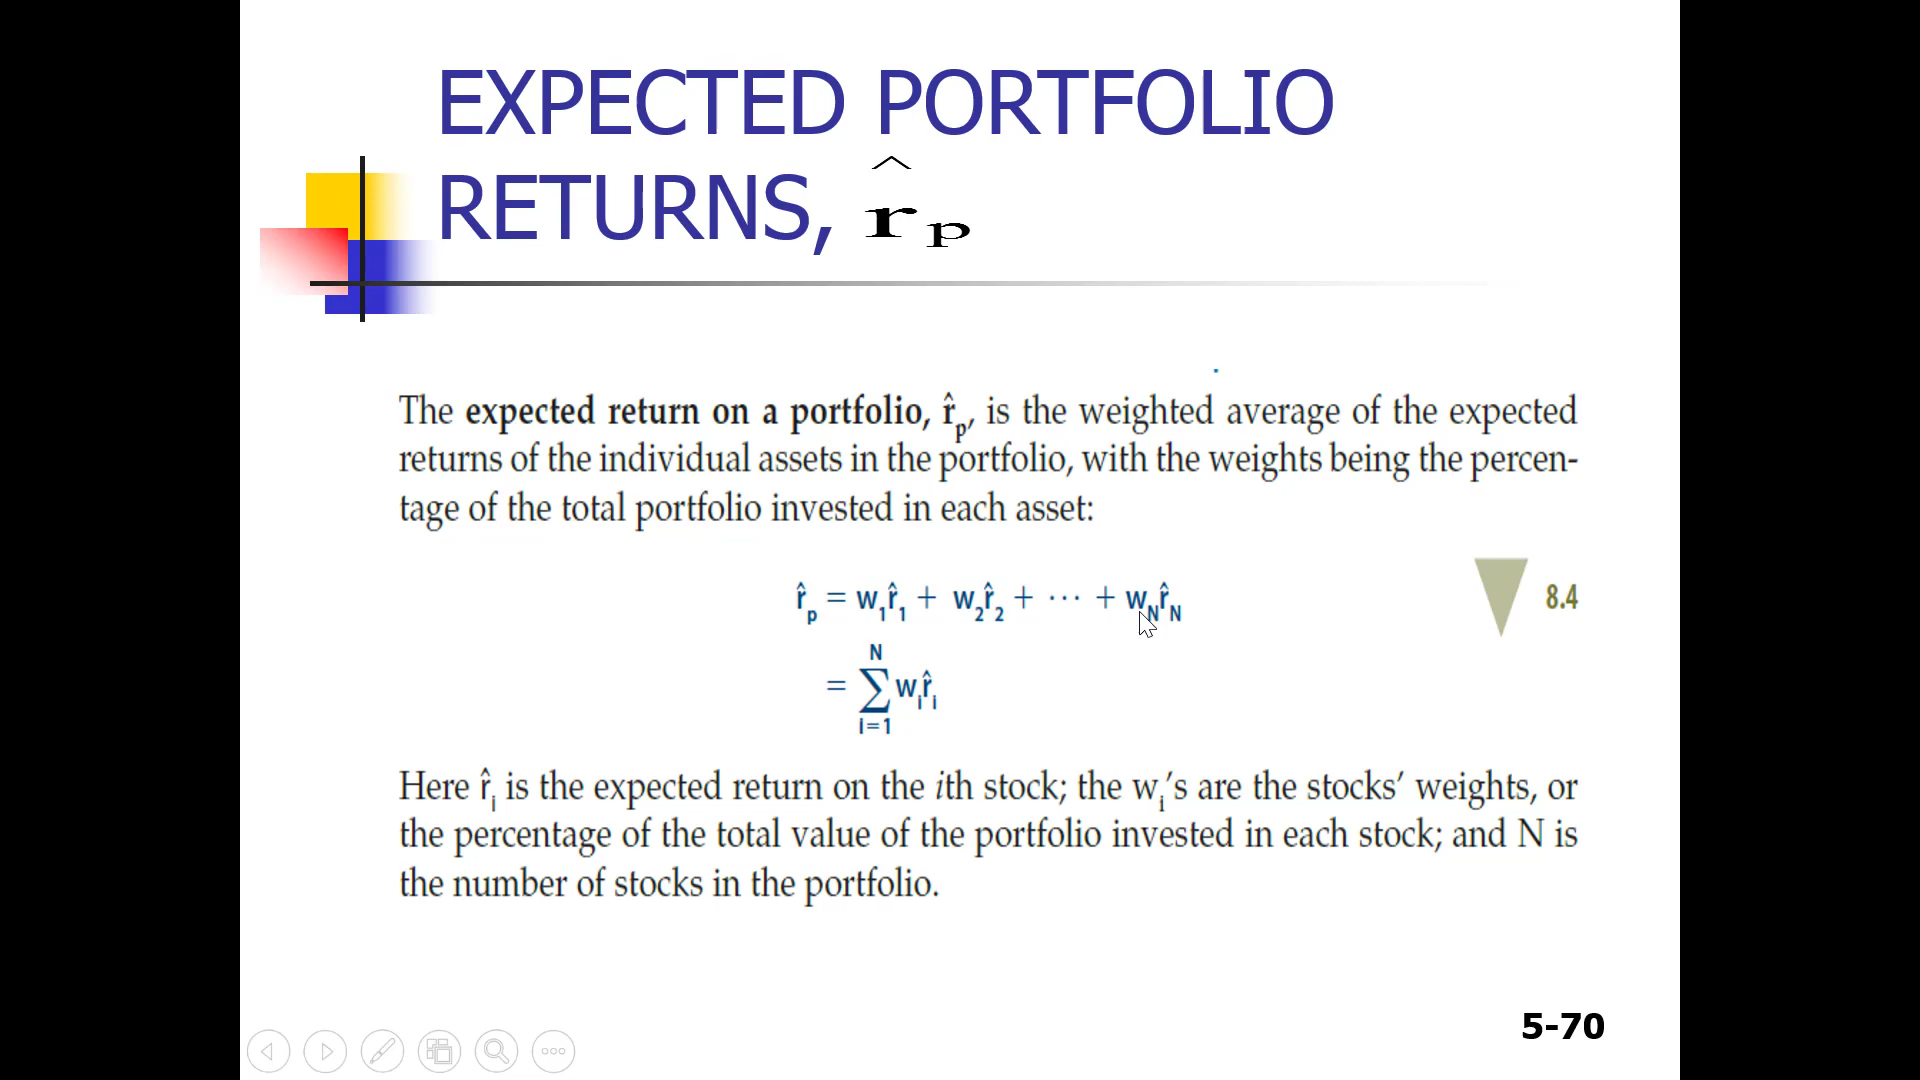 EXPECTED PORTFOLIO
RETURNS, r̂ₚ
The expected return on a portfolio, r̂ₚ, is the weighted average of the expected
returns of the individual assets in the portfolio, with the weights being the percen-
tage of the total portfolio invested in each asset:
r̂ₚ = w₁r̂₁ + w₂r̂₂ + ··· + w_N r̂_N
8.4
= ∑ᵢ₌₁ᴺ wᵢr̂ᵢ
Here r̂ᵢ is the expected return on the ith stock; the wᵢ’s are the stocks’ weights, or
the percentage of the total value of the portfolio invested in each stock; and N is
the number of stocks in the portfolio.
5-70